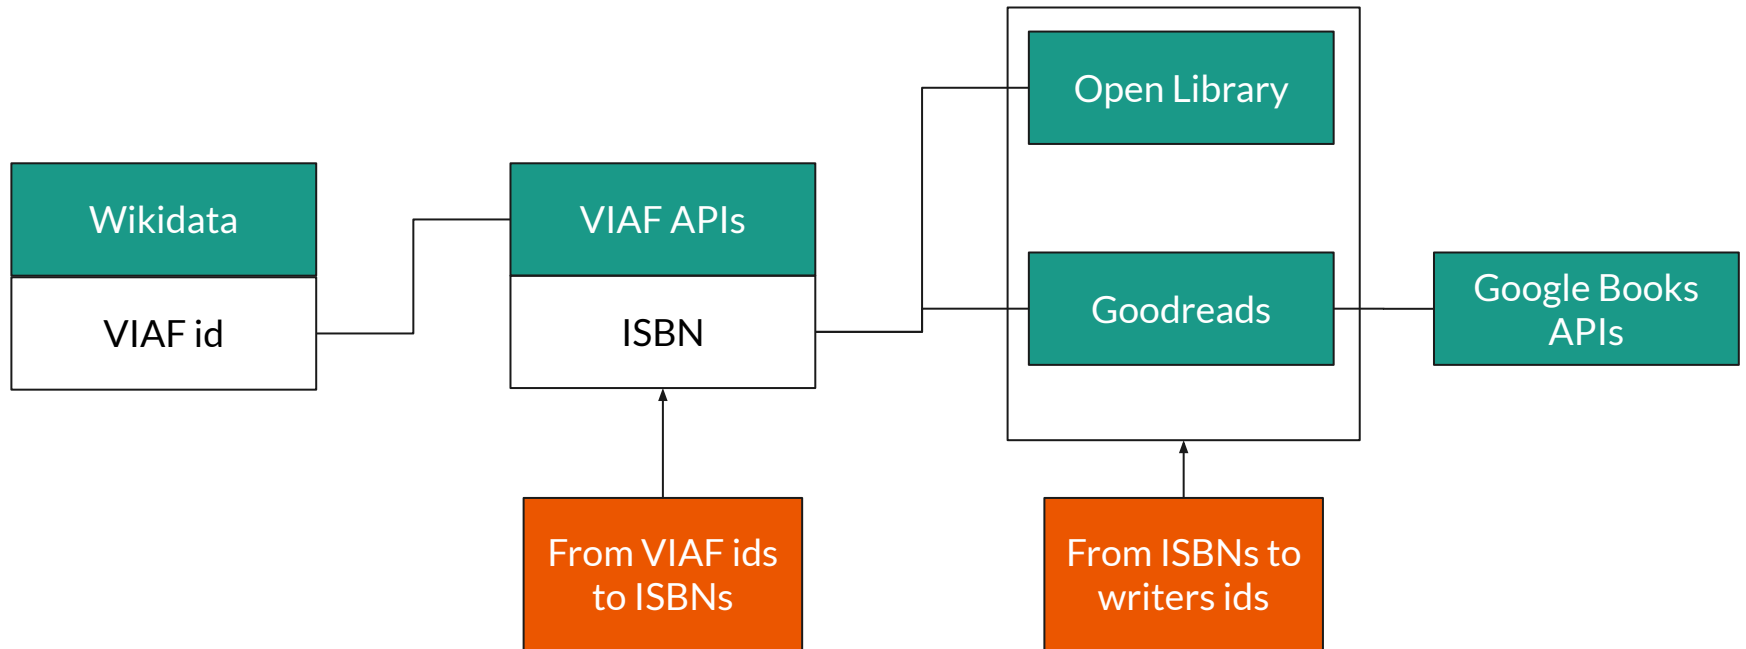 Wikidata
VIAF id
VIAF APIs
ISBN
Open Library
Goodreads
Google Books
APIs
From VIAF ids
to ISBNs
From ISBNs to
writers ids